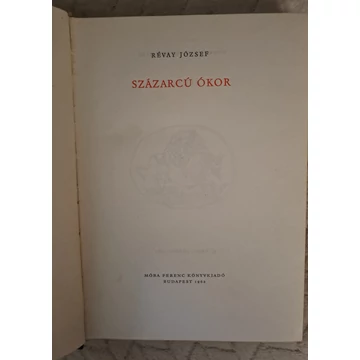 RÉVAY JÓZSEF
SZÁZARCÚ ÓKOR
MÓRA FERENC KÖNYVKIADÓ
BUDAPEST